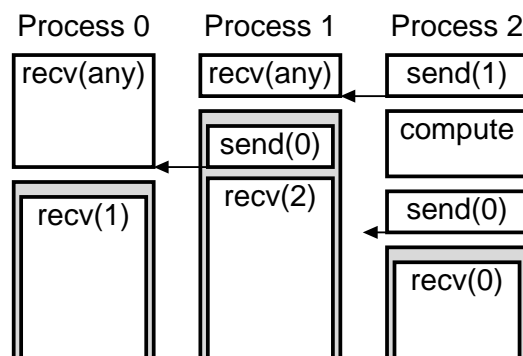 Process 0 Process 1 Process 2
recv(any) recv(any) send(1)
compute
send(0)
recv(1) recv(2) send(0)
recv(0)